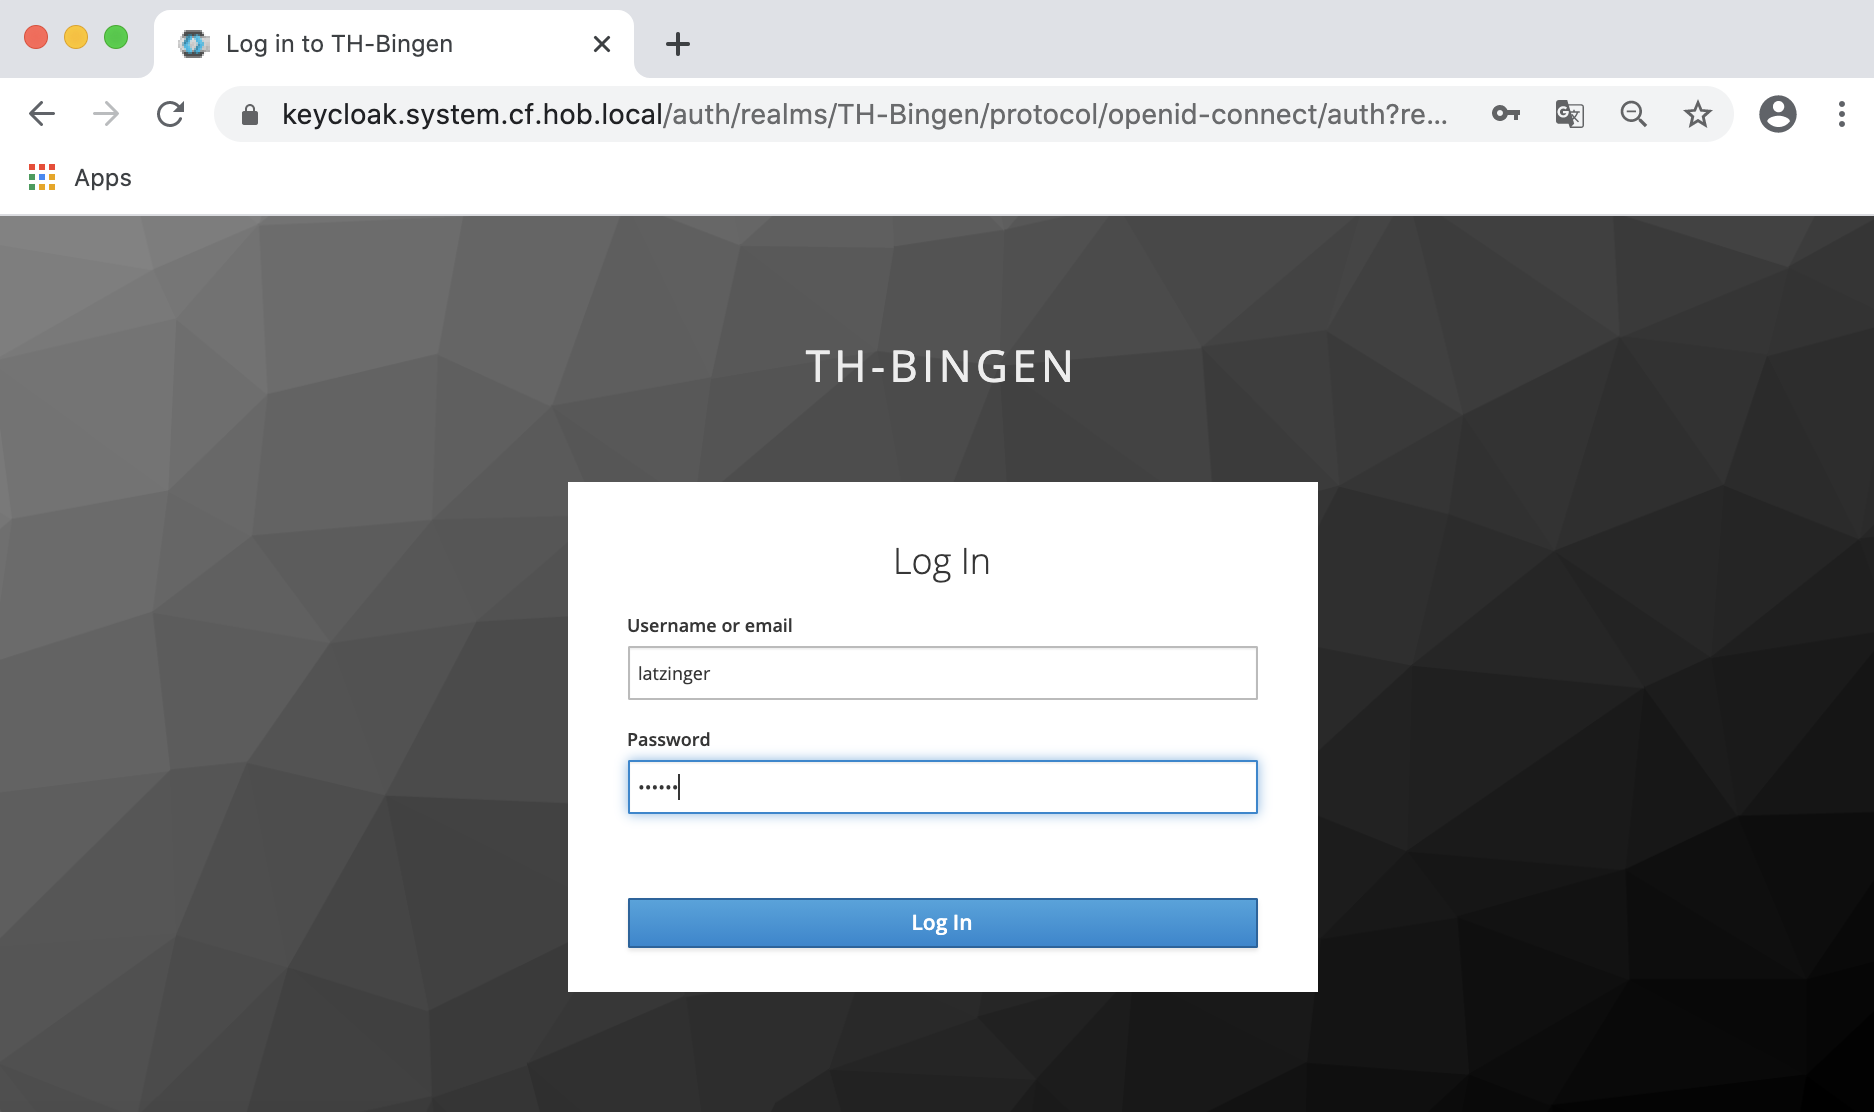 Log in to TH-Bingen
keycloak.system.cf.hob.local/auth/realms/TH-Bingen/protocol/openid-connect/auth?re...
Apps
TH-BINGEN
Log In
Username or email
latzinger
Password
••••••
Log In